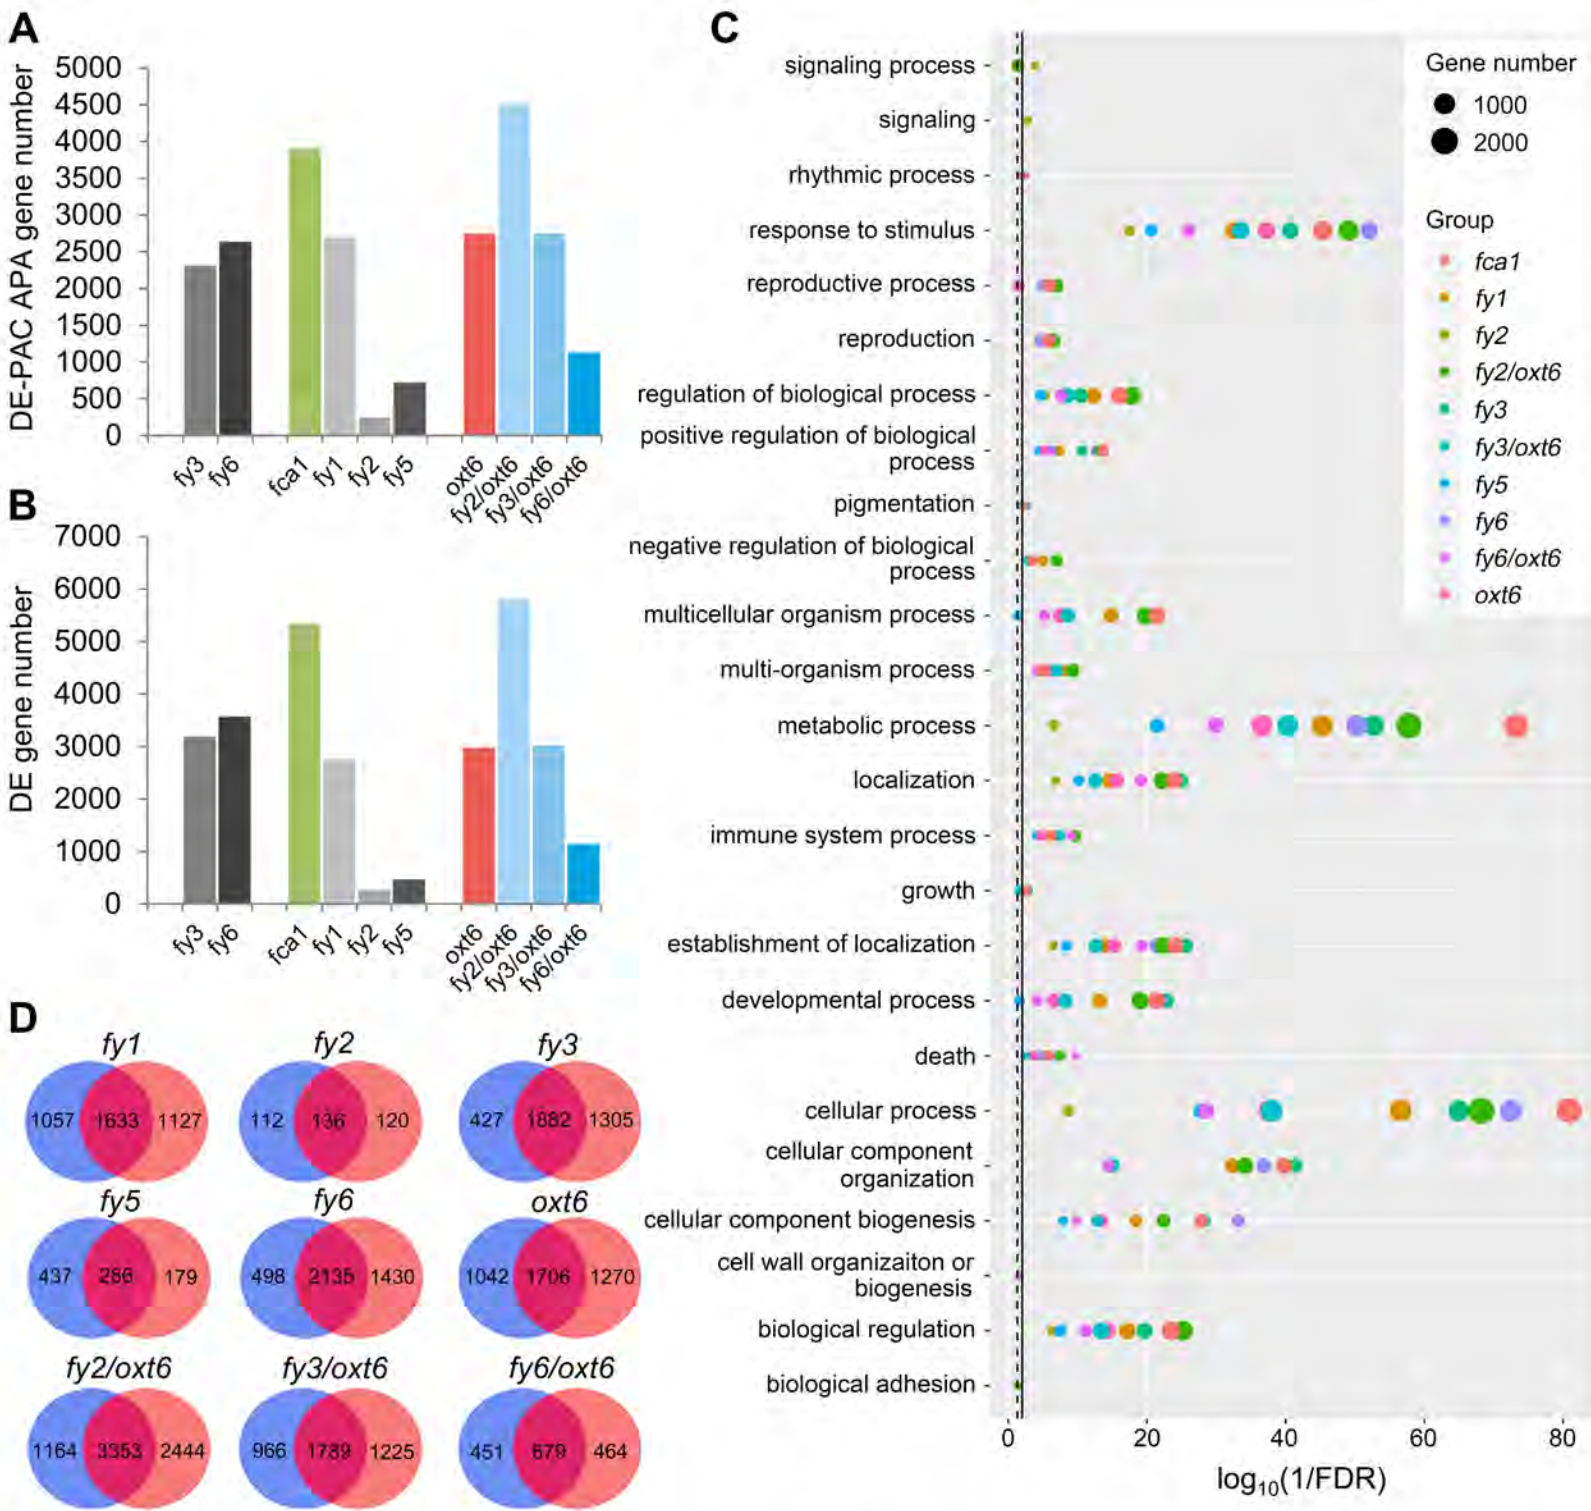 A
DE-PAC APA gene number
5000
4500
4000
3500
3000
2500
2000
1500
1000
500
0
fy3
fy6
fca1
fy1
fy2
fy5
oxt6
fy2/oxt6
fy3/oxt6
fy6/oxt6
B
DE gene number
7000
6000
5000
4000
3000
2000
1000
0
fy3
fy6
fca1
fy1
fy2
fy5
oxt6
fy2/oxt6
fy3/oxt6
fy6/oxt6
C
signaling process
signaling
rhythmic process
response to stimulus
reproductive process
reproduction
regulation of biological process
positive regulation of biological
process
pigmentation
negative regulation of biological
process
multicellular organism process
multi-organism process
metabolic process
localization
immune system process
growth
establishment of localization
developmental process
death
cellular process
cellular component
organization
cellular component biogenesis
cell wall organizaiton or
biogenesis
biological regulation
biological adhesion
0
20
40
60
80
log10(1/FDR)
Gene number
1000
2000
Group
fca1
fy1
fy2
fy2/oxt6
fy3
fy3/oxt6
fy5
fy6
fy6/oxt6
oxt6
D
fy1
1057 1633 1127
fy2
112 136 120
fy3
427 1882 1305
fy5
437 286 179
fy6
498 2135 1430
oxt6
1042 1706 1270
fy2/oxt6
1164 3353 2444
fy3/oxt6
966 1789 1225
fy6/oxt6
451 679 464